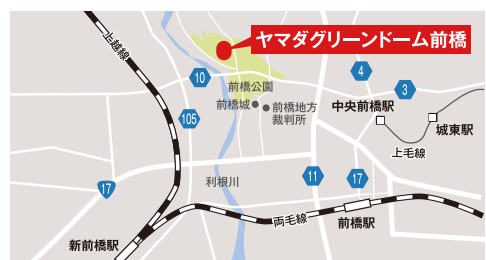 ヤマダグリーンドーム前橋
上越線
4
10
3
前橋公園
前橋城
前橋地方
裁判所
中央前橋駅
105
城東駅
上毛線
11
17
利根川
17
両毛線
前橋駅
新前橋駅